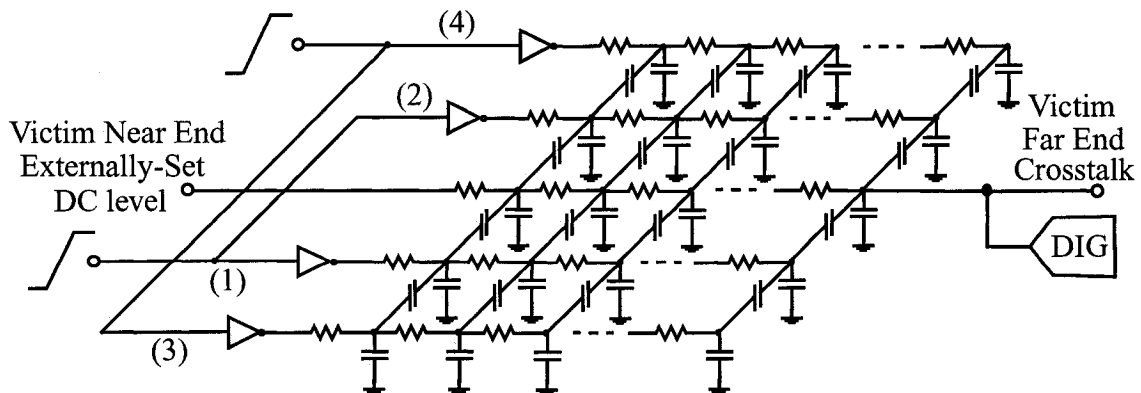 (4)
(2)
Victim Near End
Externally-Set
DC level
Victim
Far End
Crosstalk
DIG
(1)
(3)